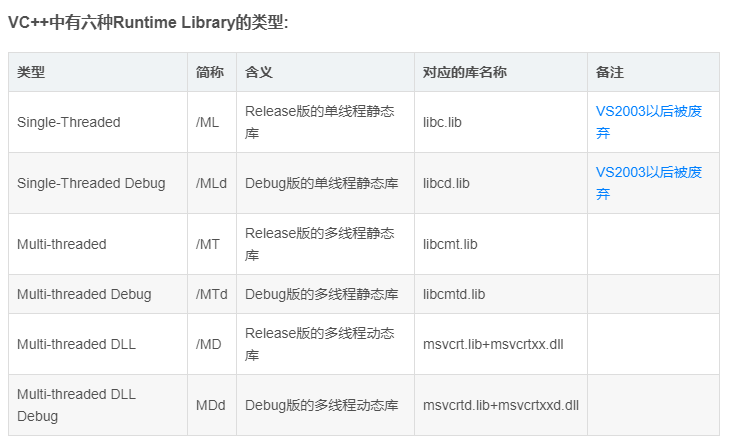 VC++中有六种Runtime Library的类型:
类型 简称 含义 对应的库名称 备注
Single-Threaded /ML Release版的单线程静态库 libc.lib VS2003以后被废弃
Single-Threaded Debug /MLd Debug版的单线程静态库 libcd.lib VS2003以后被废弃
Multi-threaded /MT Release版的多线程静态库 libcmt.lib
Multi-threaded Debug /MTd Debug版的多线程静态库 libcmtd.lib
Multi-threaded DLL /MD Release版的多线程动态库 msvcrt.lib+msvcrtxx.dll
Multi-threaded DLL Debug MDd Debug版的多线程动态库 msvcrtd.lib+msvcrtxxd.dll